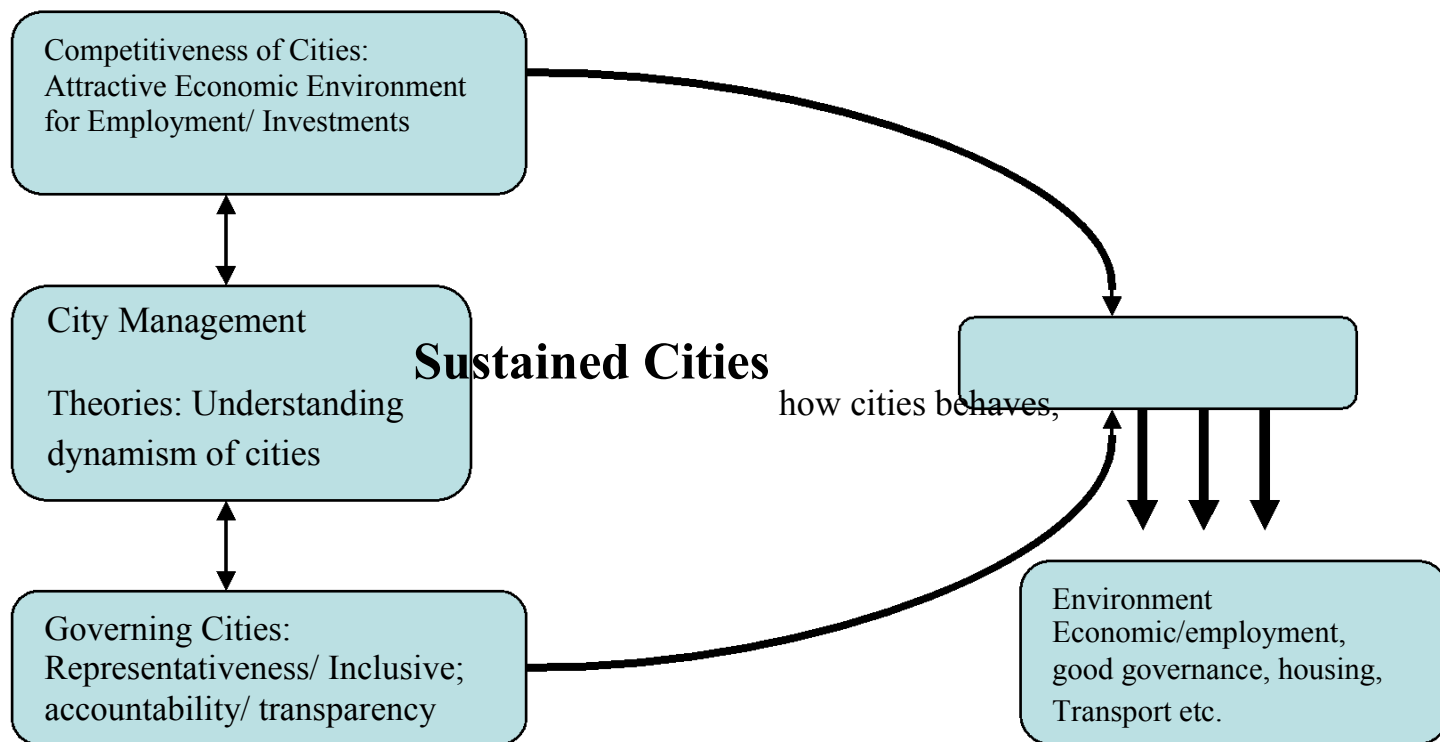 Competitiveness of Cities:
Attractive Economic Environment
for Employment/ Investments
City Management
Sustained Cities
Theories: Understanding
how cities behaves,
dynamism of cities
Governing Cities:
Representativeness/ Inclusive;
accountability/ transparency
Environment
Economic/employment,
good governance, housing,
Transport etc.